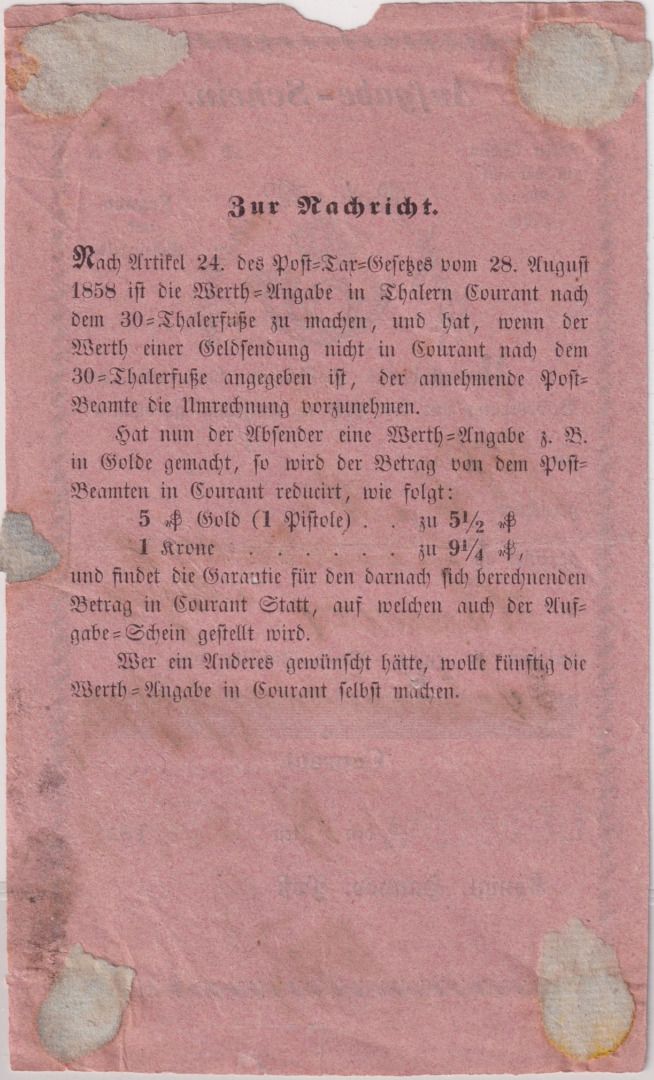 Zur Nachricht.
Nach Artikel 24. des Post-Tax-Gesetzes vom 28. August
1858 ist die Werth-Angabe in Thalern Courant nach
dem 30-Thalerfuße zu machen, und hat, wenn der
Werth einer Geldsendung nicht in Courant nach dem
30-Thalerfuße angegeben ist, der annehmende Post-
Beamte die Umrechnung vorzunehmen.
Hat nun der Absender eine Werth-Angabe z. B.
in Golde gemacht, so wird der Betrag von dem Post-
Beamten in Courant reducirt, wie folgt:
5 ₰ Gold (1 Pistole) . . zu 5½ ₰
1 Krone . . . . . . zu 9¼ ₰,
und findet die Garantie für den darnach sich berechnenden
Betrag in Courant Statt, auf welchen auch der Auf-
gabe-Schein gestellt wird.
Wer ein Anderes gewünscht hätte, wolle künftig die
Werth-Angabe in Courant selbst machen.